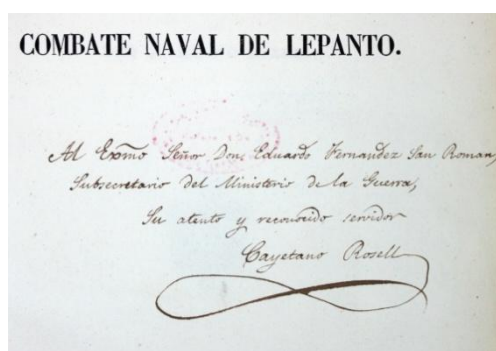 COMBATE NAVAL DE LEPANTO.
Al Exmo Señor Don Eduardo Fernandez San Roman,
Subsecretario del Ministerio de la Guerra,
Su atento y reconocido servidor
Cayetano Rosell